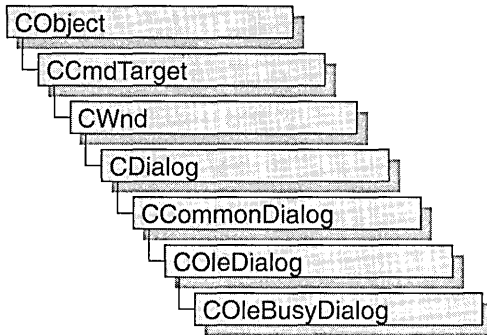 CObject
CCmdTarget
CWnd
CDialog
CCommonDialog
COleDialog
COleBusyDialog